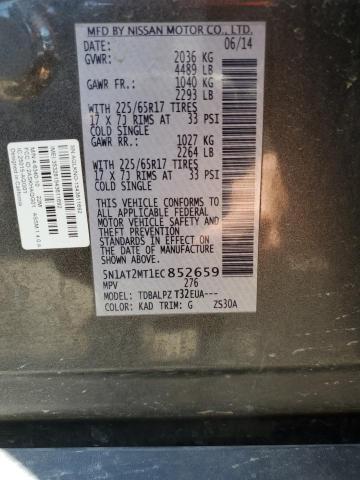 MFD BY NISSAN MOTOR CO., LTD.
DATE: 06/14
GVWR: 2036 KG
4489 LB
GAWR FR.: 1040 KG
2293 LB
WITH 225/65R17 TIRES
17 X 7J RIMS AT 33 PSI
COLD SINGLE
GAWR RR.: 1027 KG
2264 LB
WITH 225/65R17 TIRES
17 X 7J RIMS AT 33 PSI
COLD SINGLE
THIS VEHICLE CONFORMS TO ALL
APPLICABLE U.S. FEDERAL
MOTOR VEHICLE
SAFETY AND
THEFT PREVENTION
STANDARDS IN EFFECT
ON THE DATE OF
MANUFACTURE
SHOWN ABOVE.
5N1AT2MT1EC852659
MPV 276
MODEL: TDBALPZ T32EUA---
COLOR: KAD TRIM: G ZS30A
Designed in California